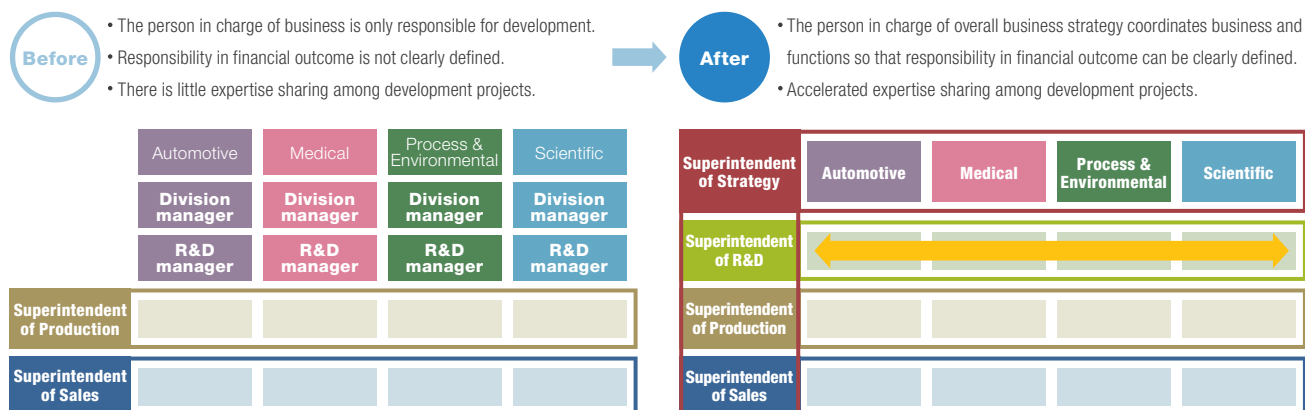 Before
• The person in charge of business is only responsible for development.
• Responsibility in financial outcome is not clearly defined.
• There is little expertise sharing among development projects.
After
• The person in charge of overall business strategy coordinates business and
functions so that responsibility in financial outcome can be clearly defined.
• Accelerated expertise sharing among development projects.
Automotive
Medical
Process &
Environmental
Scientific
Division
manager
Division
manager
Division
manager
Division
manager
R&D
manager
R&D
manager
R&D
manager
R&D
manager
Superintendent
of Production
Superintendent
of Sales
Superintendent
of Strategy
Automotive
Medical
Process &
Environmental
Scientific
Superintendent
of R&D
Superintendent
of Production
Superintendent
of Sales